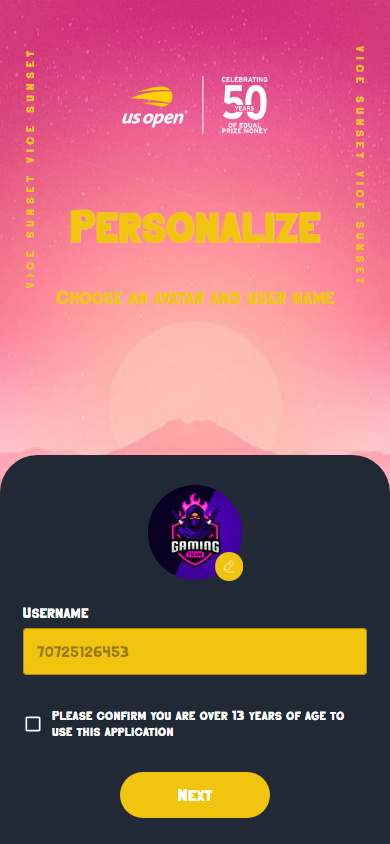 VICE SUNSET VICE SUNSET
VICE SUNSET VICE SUNSET
us open
CELEBRATING
50
YEARS
OF EQUAL
PRIZE MONEY
PERSONALIZE
CHOOSE AN AVATAR AND USER NAME
GAMING
TEAM
USERNAME
70725126453
PLEASE CONFIRM YOU ARE OVER 13 YEARS OF AGE TO
USE THIS APPLICATION
NEXT